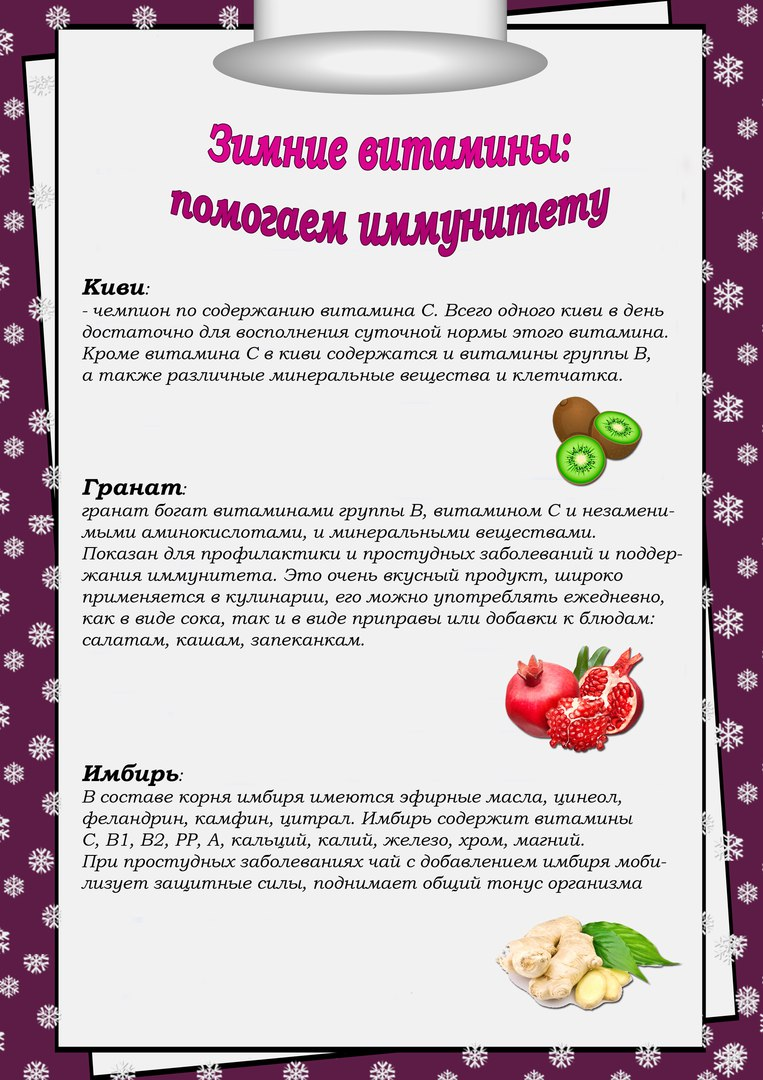 Зимние витамины:
помогаем иммунитету
Киви:
- чемпион по содержанию витамина С. Всего одного киви в день
достаточно для восполнения суточной нормы этого витамина.
Кроме витамина С в киви содержатся и витамины группы В,
а также различные минеральные вещества и клетчатка.
Гранат:
гранат богат витаминами группы В, витамином С и незамени-
мыми аминокислотами, и минеральными веществами.
Показан для профилактики и простудных заболеваний и поддер-
жания иммунитета. Это очень вкусный продукт, широко
применяется в кулинарии, его можно употреблять ежедневно,
как в виде сока, так и в виде приправы или добавки к блюдам:
салатам, кашам, запеканкам.
Имбирь:
В составе корня имбиря имеются эфирные масла, цинеол,
феландрин, камфин, цитрал. Имбирь содержит витамины
С, В1, В2, РР, А, кальций, калий, железо, хром, магний.
При простудных заболеваниях чай с добавлением имбиря моби-
лизует защитные силы, поднимает общий тонус организма